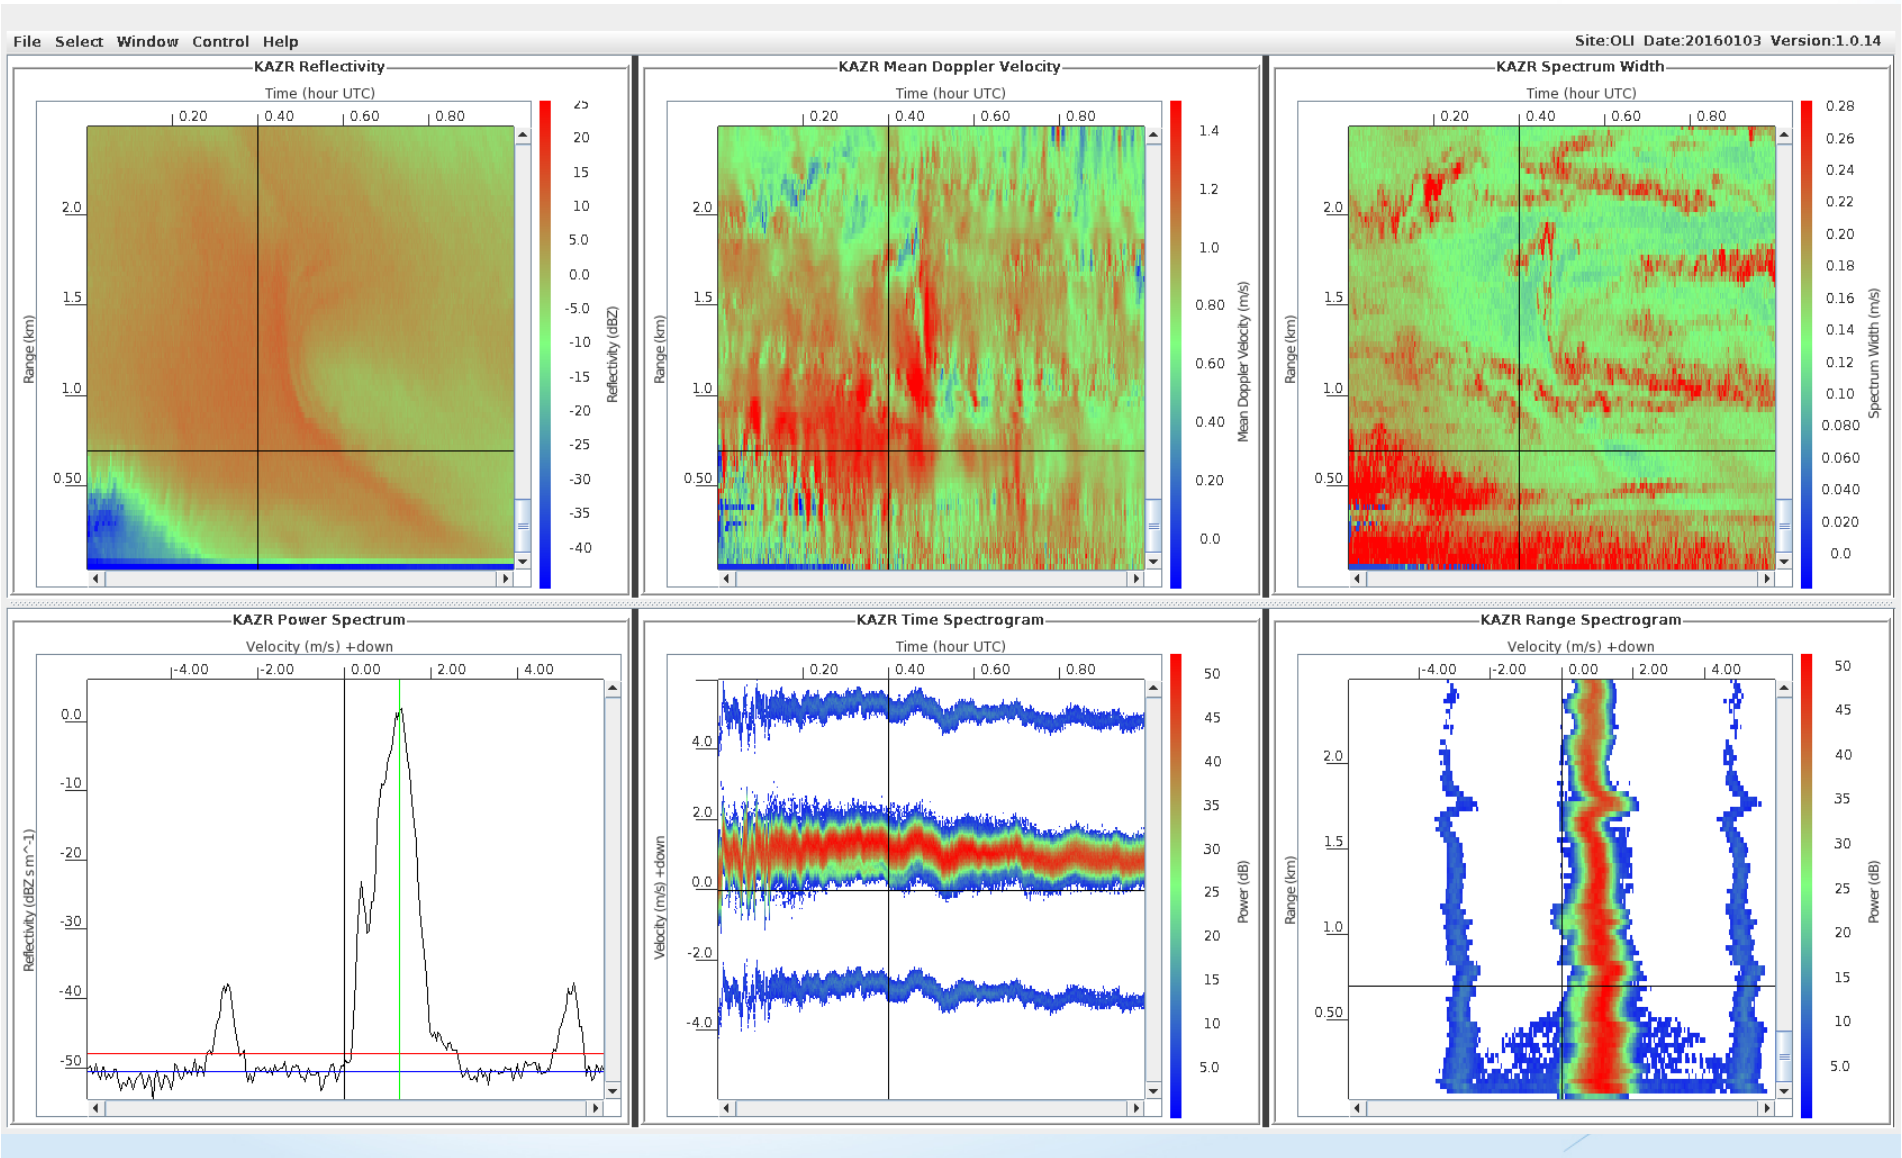 File Select Window Control Help
Site:OLI Date:20160103 Version:1.0.14
KAZR Reflectivity
Time (hour UTC)
0.20 0.40 0.60 0.80
Range (km)
2.0
1.5
1.0
0.50
25
20
15
10
5.0
0.0
-5.0
-10
-15
-20
-25
-30
-35
-40
Reflectivity (dBZ)
KAZR Mean Doppler Velocity
Time (hour UTC)
0.20 0.40 0.60 0.80
Range (km)
2.0
1.5
1.0
0.50
1.4
1.2
1.0
0.80
0.60
0.40
0.20
0.0
Mean Doppler Velocity (m/s)
KAZR Spectrum Width
Time (hour UTC)
0.20 0.40 0.60 0.80
Range (km)
2.0
1.5
1.0
0.50
0.28
0.26
0.24
0.22
0.20
0.18
0.16
0.14
0.12
0.10
0.080
0.060
0.040
0.020
0.0
Spectrum Width (m/s)
KAZR Power Spectrum
Velocity (m/s) +down
-4.00 -2.00 0.00 2.00 4.00
Reflectivity (dBZ s m^-1)
0.0
-10
-20
-30
-40
-50
KAZR Time Spectrogram
Time (hour UTC)
0.20 0.40 0.60 0.80
Velocity (m/s) +down
4.0
2.0
0.0
-2.0
-4.0
50
45
40
35
30
25
20
15
10
5.0
Power (dB)
KAZR Range Spectrogram
Velocity (m/s) +down
-4.00 -2.00 0.00 2.00 4.00
Range (km)
2.0
1.5
1.0
0.50
50
45
40
35
30
25
20
15
10
5.0
Power (dB)